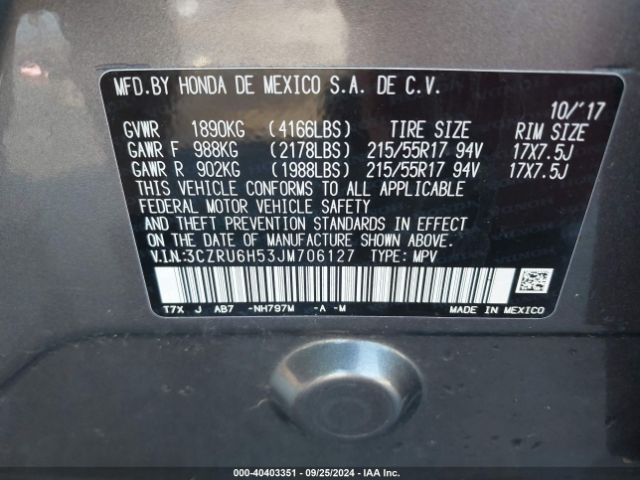 MFD.BY HONDA DE MEXICO S.A. DE C.V.
10/'17
GVWR 1890KG (4166LBS) TIRE SIZE RIM SIZE
GAWR F 988KG (2178LBS) 215/55R17 94V 17X7.5J
GAWR R 902KG (1988LBS) 215/55R17 94V 17X7.5J
THIS VEHICLE CONFORMS TO ALL APPLICABLE
FEDERAL MOTOR VEHICLE SAFETY
AND THEFT PREVENTION STANDARDS IN EFFECT
ON THE DATE OF MANUFACTURE SHOWN ABOVE.
V.I.N:3CZRU6H53JM706127 TYPE: MPV
T7X J AB7 -NH797M -A -M MADE IN MEXICO
000-40403351 - 09/25/2024 - IAA Inc.